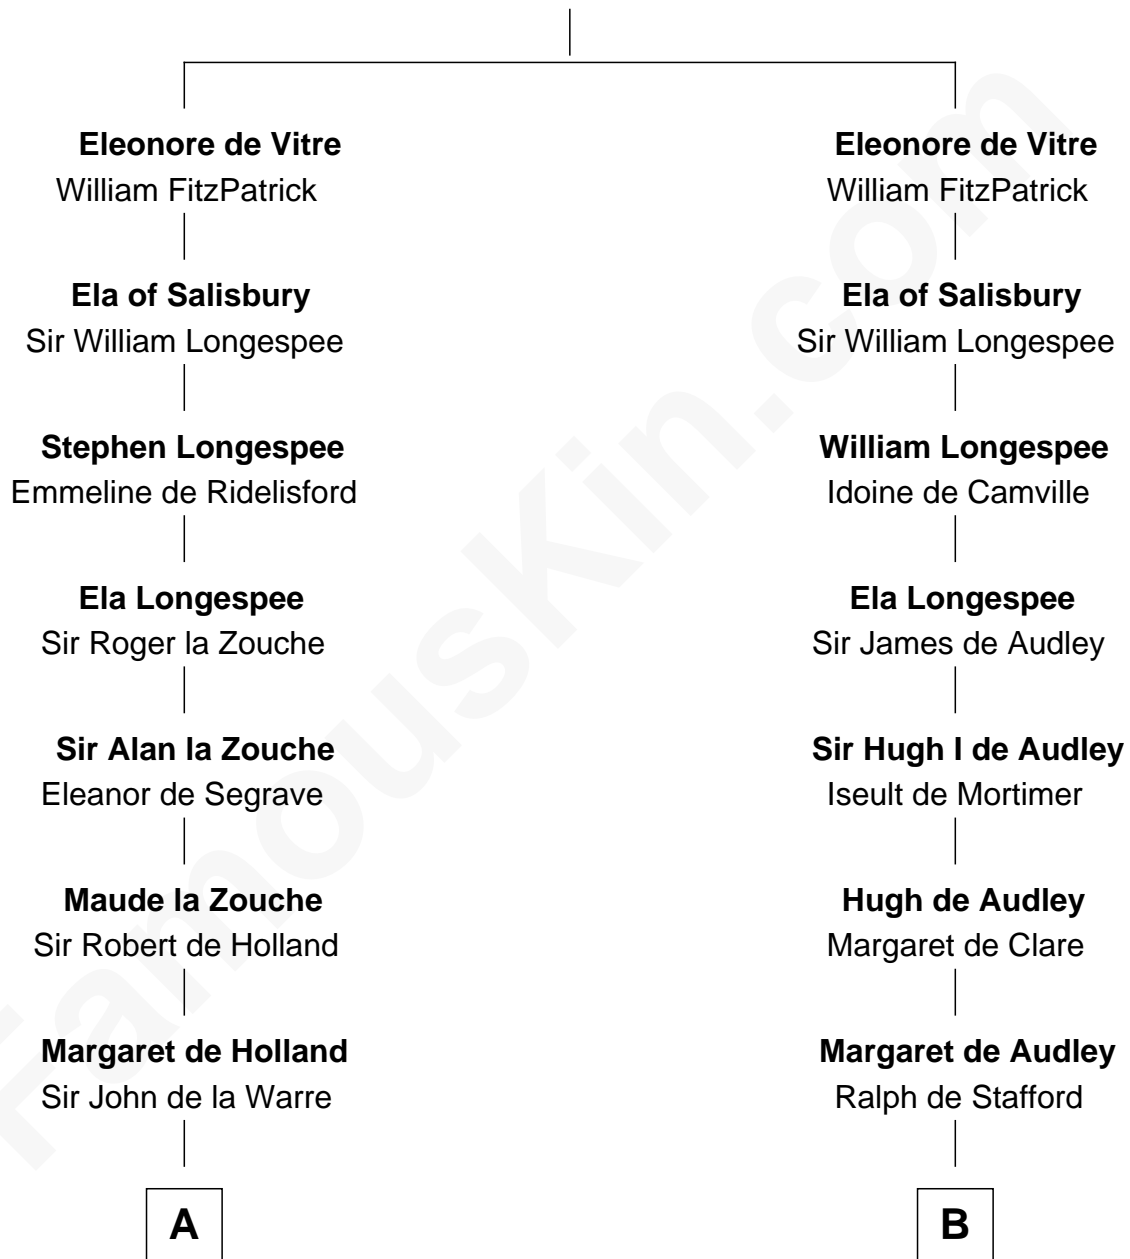 Eleonore de Vitre
William FitzPatrick
Ela of Salisbury
Sir William Longespee
Stephen Longespee
Emmeline de Ridelisford
Ela Longespee
Sir Roger la Zouche
Sir Alan la Zouche
Eleanor de Segrave
Maude la Zouche
Sir Robert de Holland
Margaret de Holland
Sir John de la Warre
A
Eleonore de Vitre
William FitzPatrick
Ela of Salisbury
Sir William Longespee
William Longespee
Idoine de Camville
Ela Longespee
Sir James de Audley
Sir Hugh I de Audley
Iseult de Mortimer
Hugh de Audley
Margaret de Clare
Margaret de Audley
Ralph de Stafford
B
FamousKin.com